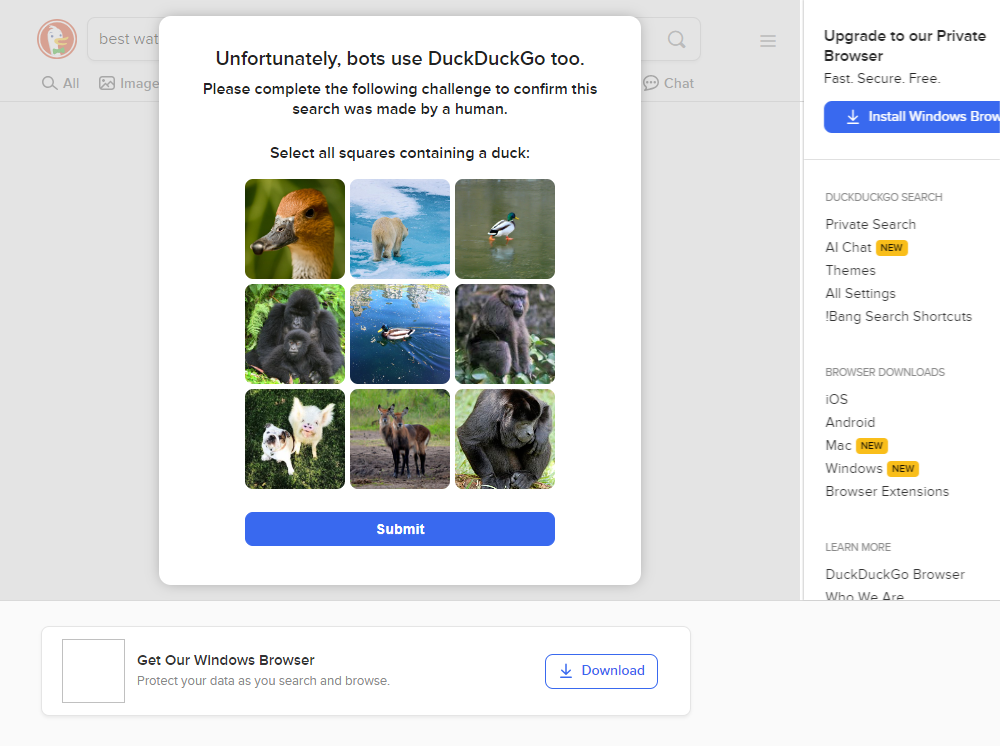 best wat
All
Image
Chat
Unfortunately, bots use DuckDuckGo too.
Please complete the following challenge to confirm this
search was made by a human.
Select all squares containing a duck:
Submit
Upgrade to our Private
Browser
Fast. Secure. Free.
Install Windows Brow
DUCKDUCKGO SEARCH
Private Search
AI Chat NEW
Themes
All Settings
!Bang Search Shortcuts
BROWSER DOWNLOADS
iOS
Android
Mac NEW
Windows NEW
Browser Extensions
LEARN MORE
DuckDuckGo Browser
Who We Are
Get Our Windows Browser
Protect your data as you search and browse.
Download